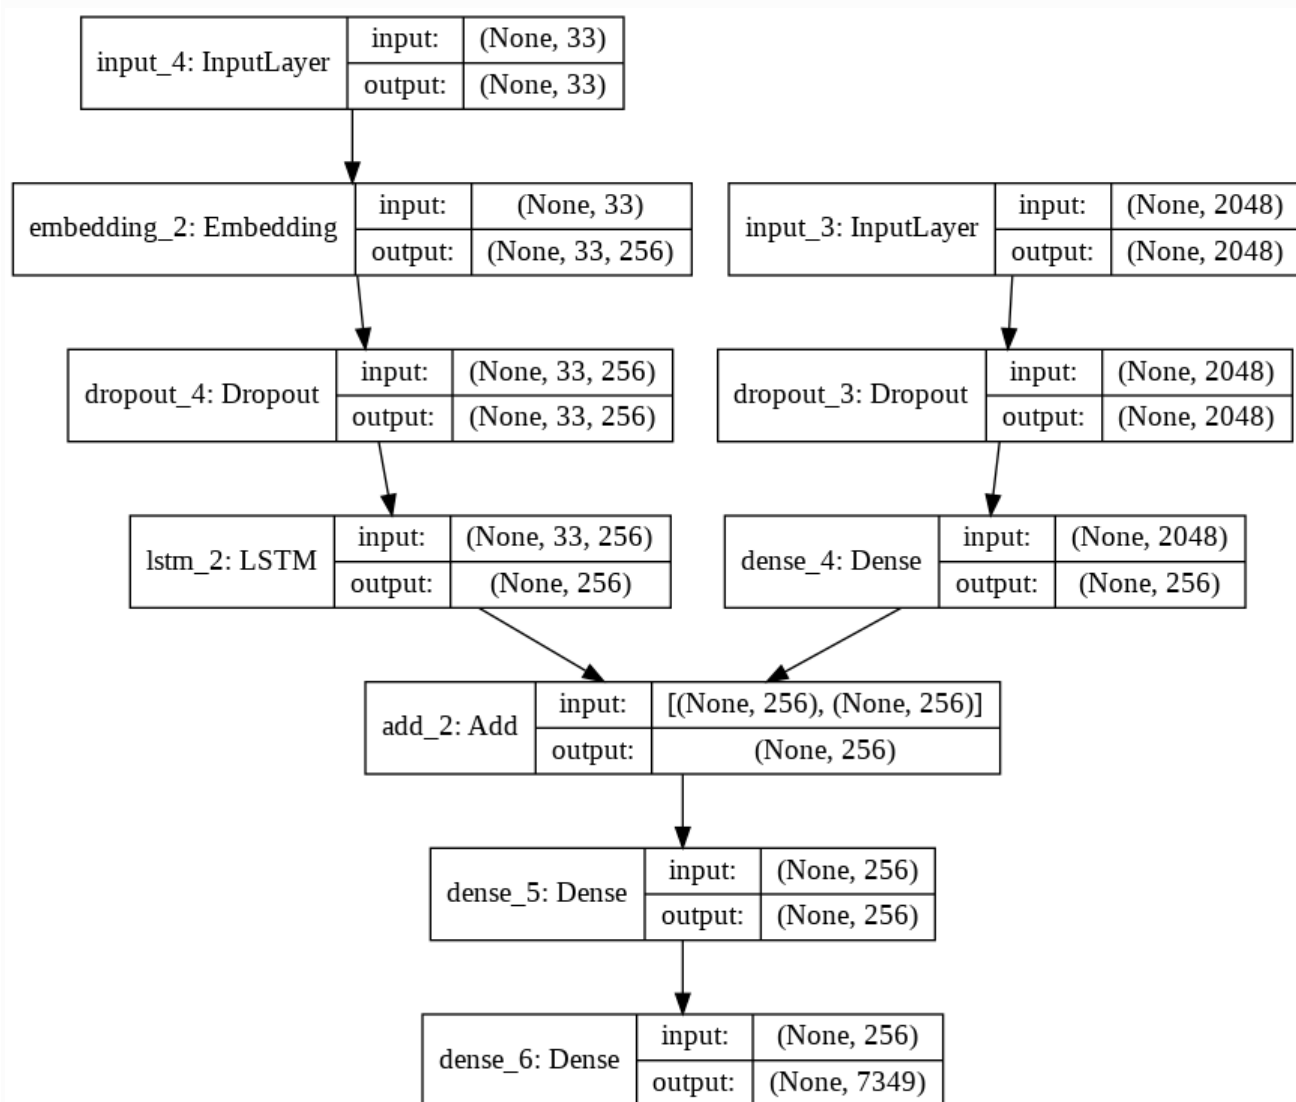 input_4: InputLayer
input: (None, 33)
output: (None, 33)
embedding_2: Embedding
input: (None, 33)
output: (None, 33, 256)
input_3: InputLayer
input: (None, 2048)
output: (None, 2048)
dropout_4: Dropout
input: (None, 33, 256)
output: (None, 33, 256)
dropout_3: Dropout
input: (None, 2048)
output: (None, 2048)
lstm_2: LSTM
input: (None, 33, 256)
output: (None, 256)
dense_4: Dense
input: (None, 2048)
output: (None, 256)
add_2: Add
input: [(None, 256), (None, 256)]
output: (None, 256)
dense_5: Dense
input: (None, 256)
output: (None, 256)
dense_6: Dense
input: (None, 256)
output: (None, 7349)